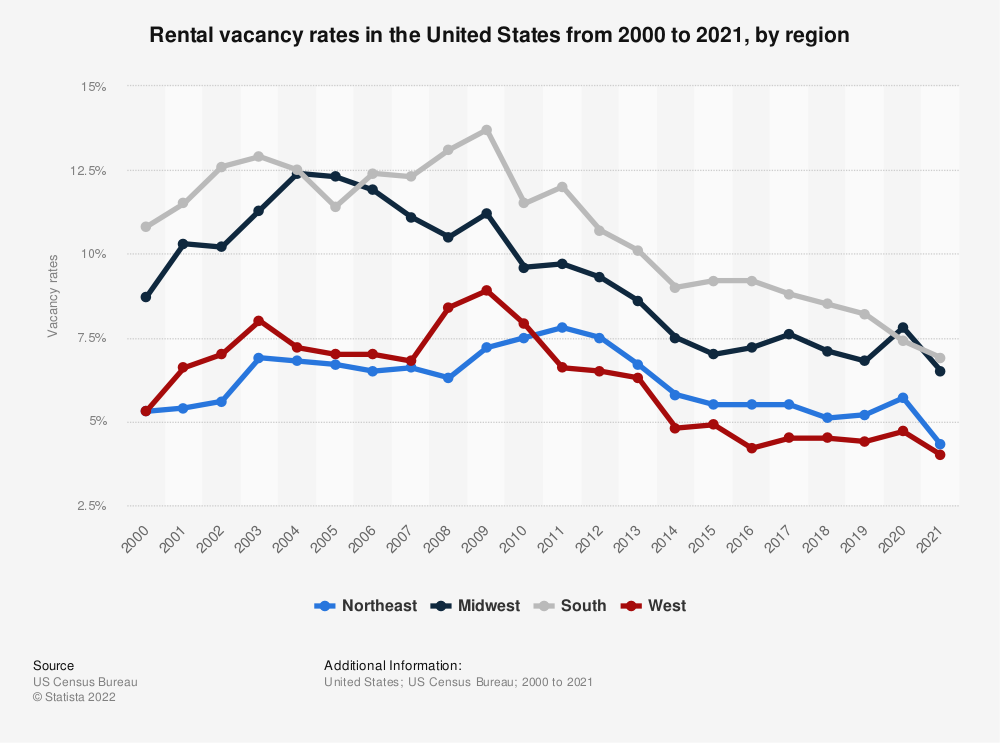 Rental vacancy rates in the United States from 2000 to 2021, by region
15%
12.5%
10%
7.5%
5%
2.5%
Vacancy rates
2000 2001 2002 2003 2004 2005 2006 2007 2008 2009 2010 2011 2012 2013 2014 2015 2016 2017 2018 2019 2020 2021
Northeast Midwest South West
Source
US Census Bureau
© Statista 2022
Additional Information:
United States; US Census Bureau; 2000 to 2021